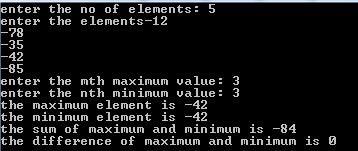 enter the no of elements: 5
enter the elements-12
-78
-35
-42
-85
enter the mth maximum value: 3
enter the nth minimum value: 3
the maximum element is -42
the minimum element is -42
the sum of maximum and minimum is -84
the difference of maximum and minimum is 0